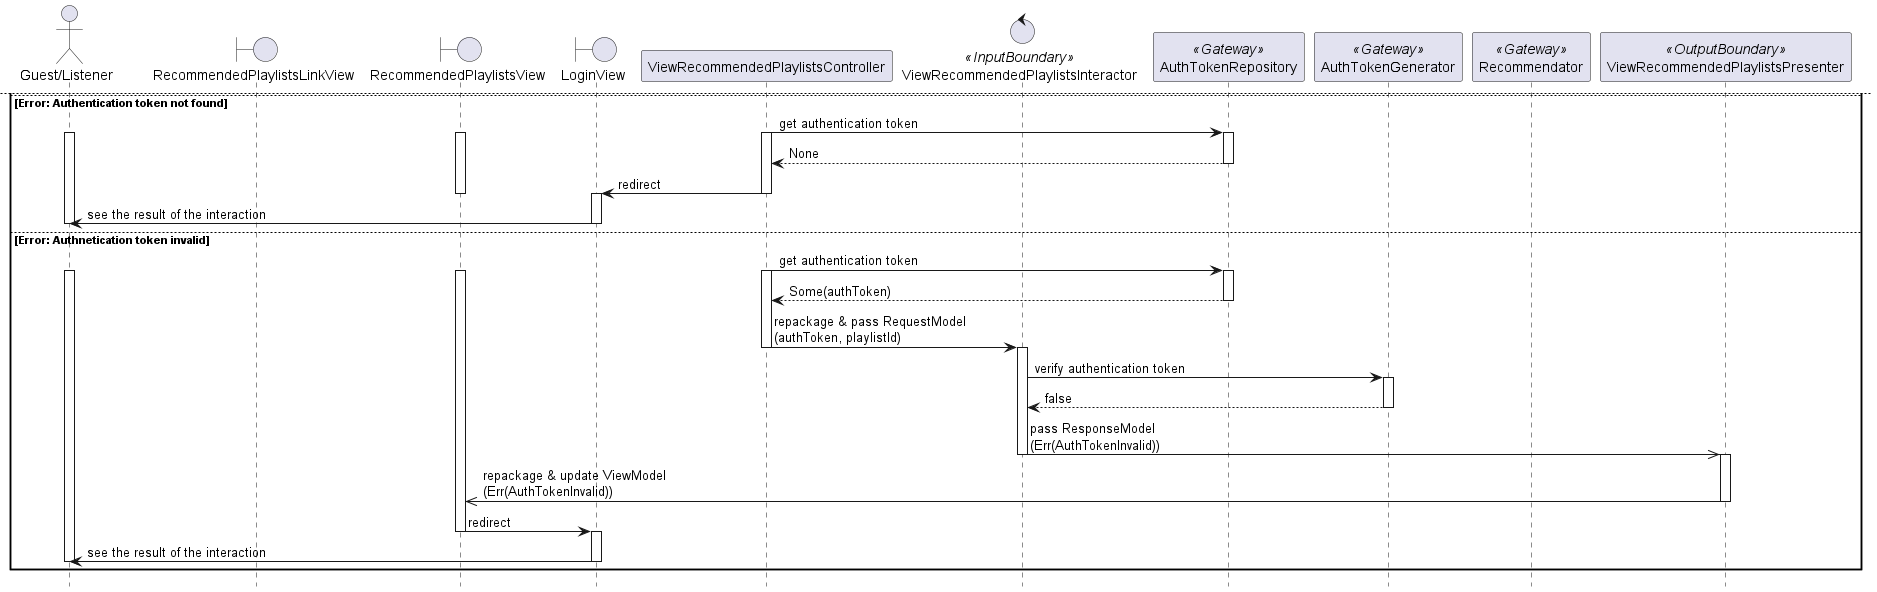 Guest/Listener
RecommendedPlaylistsLinkView
RecommendedPlaylistsView
LoginView
ViewRecommendedPlaylistsController
«InputBoundary»
ViewRecommendedPlaylistsInteractor
«Gateway»
AuthTokenRepository
«Gateway»
AuthTokenGenerator
«Gateway»
Recommendator
«OutputBoundary»
ViewRecommendedPlaylistsPresenter
[Error: Authentication token not found]
get authentication token
None
redirect
see the result of the interaction
[Error: Authnetication token invalid]
get authentication token
Some(authToken)
repackage & pass RequestModel
(authToken, playlistId)
verify authentication token
false
pass ResponseModel
(Err(AuthTokenInvalid))
repackage & update ViewModel
(Err(AuthTokenInvalid))
redirect
see the result of the interaction